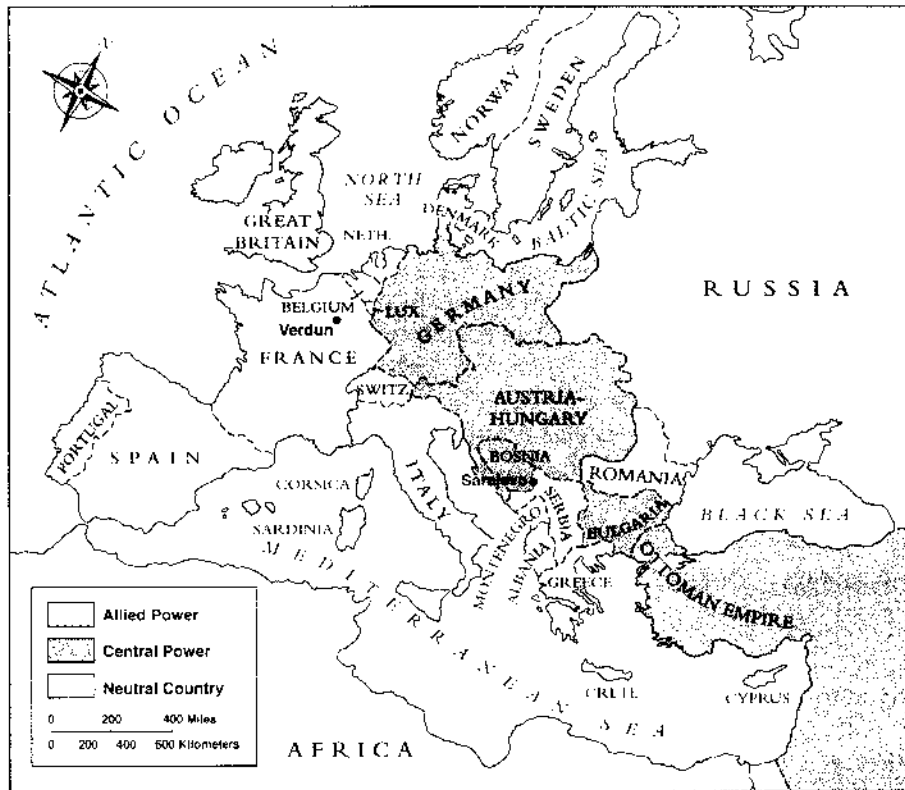 N
ATLANTIC OCEAN
NORWAY
SWEDEN
NORTH
SEA
BALTIC SEA
DENMARK
GREAT
BRITAIN
NETH.
RUSSIA
GERMANY
BELGIUM
LUX
Verdun
FRANCE
SWITZ
AUSTRIA-
HUNGARY
BOSNIA
Sarajevo
ROMANIA
PORTUGAL
SPAIN
CORSICA
ITALY
SARDINIA
MONTENEGRO
SERBIA
ALBANIA
BULGARIA
BLACK SEA
GREECE
OTTOMAN EMPIRE
MEDITERRANEAN SEA
CRETE
CYPRUS
AFRICA
Allied Power
Central Power
Neutral Country
0 200 400 Miles
0 200 400 600 Kilometers